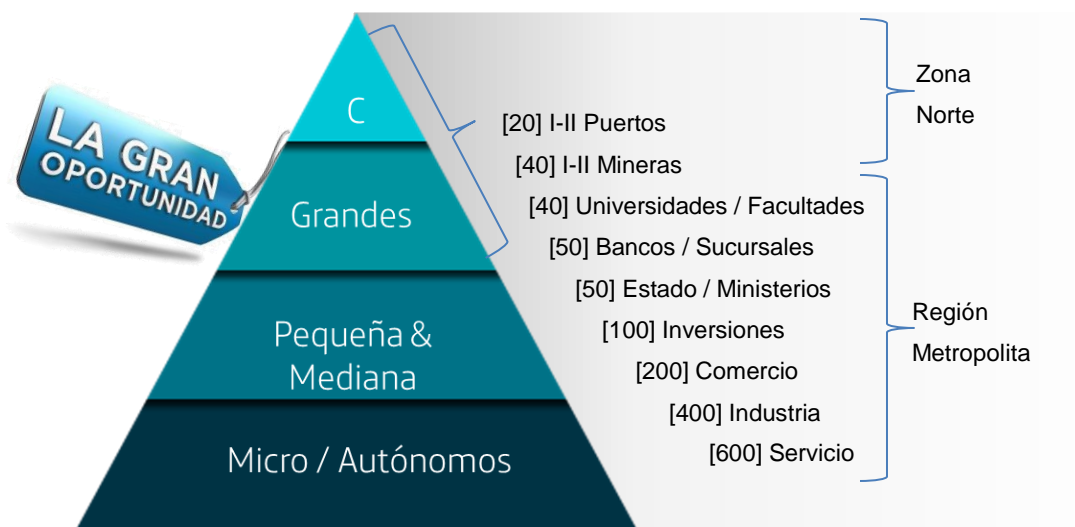 LA GRAN
OPORTUNIDAD
C
Grandes
Pequeña &
Mediana
Micro / Autónomos
[20] I-II Puertos
[40] I-II Mineras
[40] Universidades / Facultades
[50] Bancos / Sucursales
[50] Estado / Ministerios
[100] Inversiones
[200] Comercio
[400] Industria
[600] Servicio
Zona
Norte
Región
Metropolita